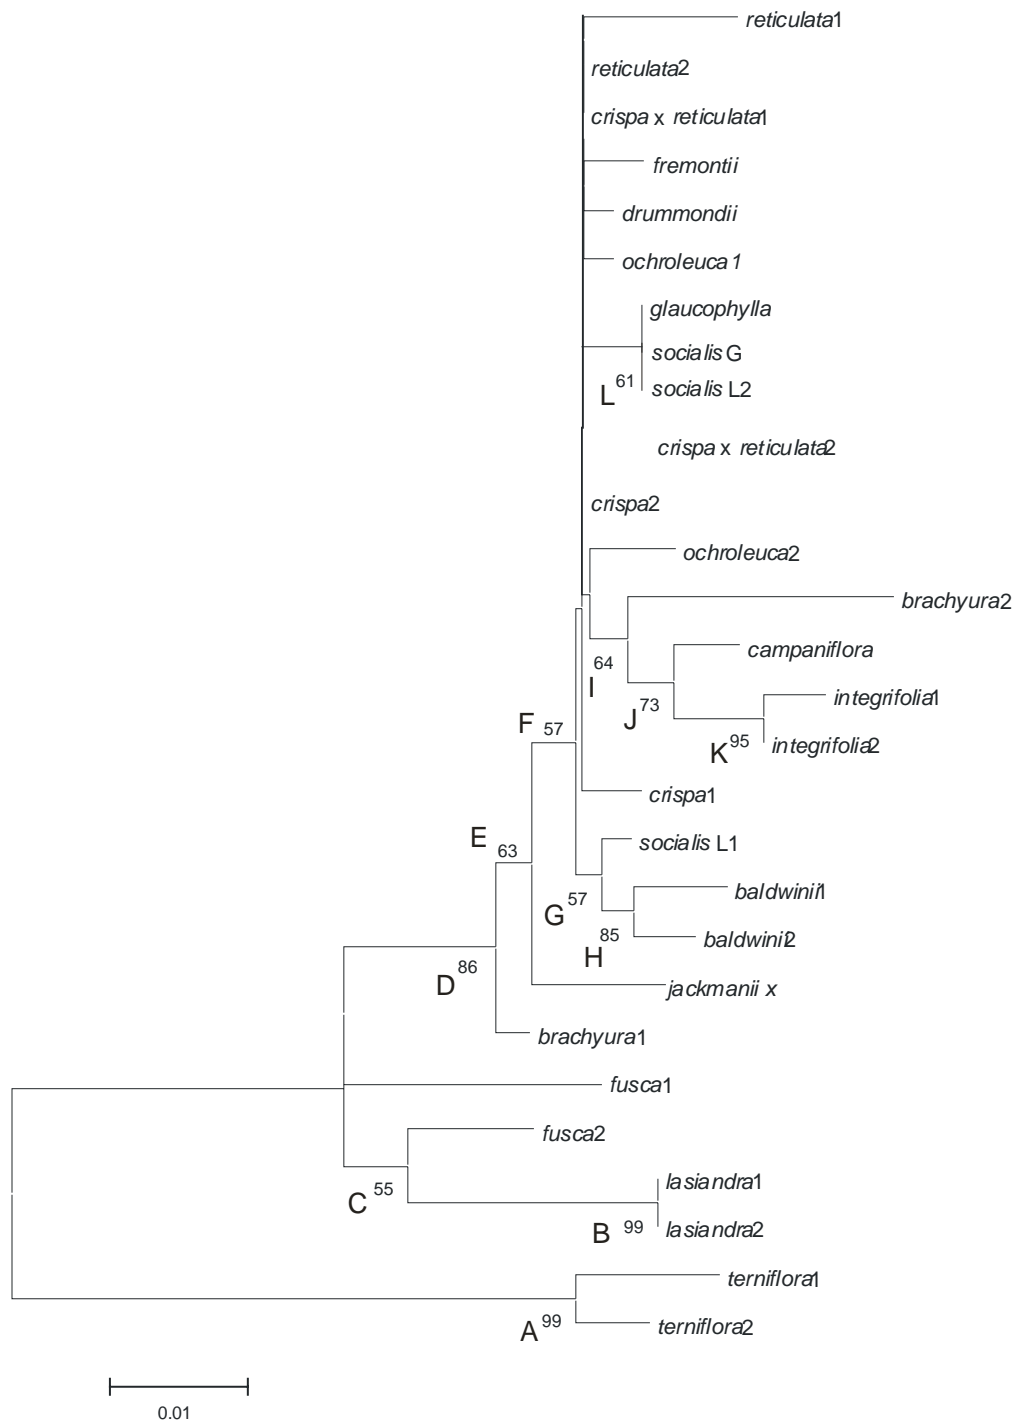 reticulata1
reticulata2
crispa x reticulata1
fremontii
drummondii
ochroleuca 1
glaucophylla
socialis G
L 61
socialis L2
crispa x reticulata2
crispa2
ochroleuca2
brachyura2
campaniflora
I 64
integrifolia1
J 73
F 57
K 95
integrifolia2
crispa1
E 63
socialis L1
baldwinii1
G 57
baldwinii2
H 85
D 86
jackmanii x
brachyura1
fusca1
fusca2
lasiandra1
C 55
B 99
lasiandra2
terniflora1
A 99
terniflora2
0.01